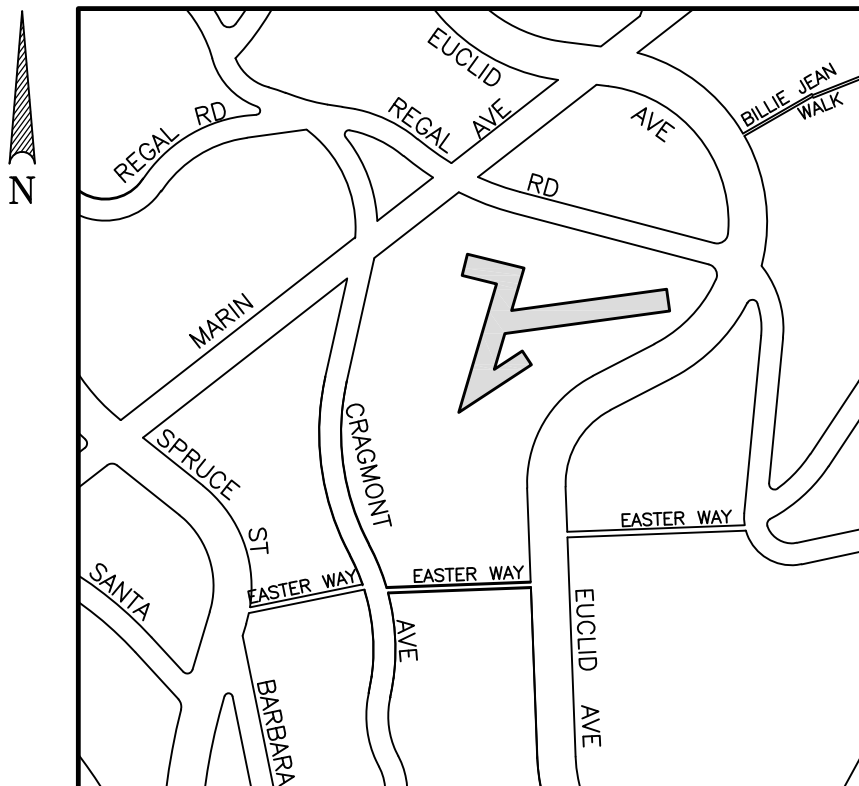 EUCLID
AVE
BILLIE JEAN
WALK
REGAL RD
REGAL
AVE
RD
N
MARIN
CRAGMONT
SPRUCE
ST
EASTER WAY
EASTER WAY
EASTER WAY
SANTA
BARBARA
AVE
EUCLID AVE